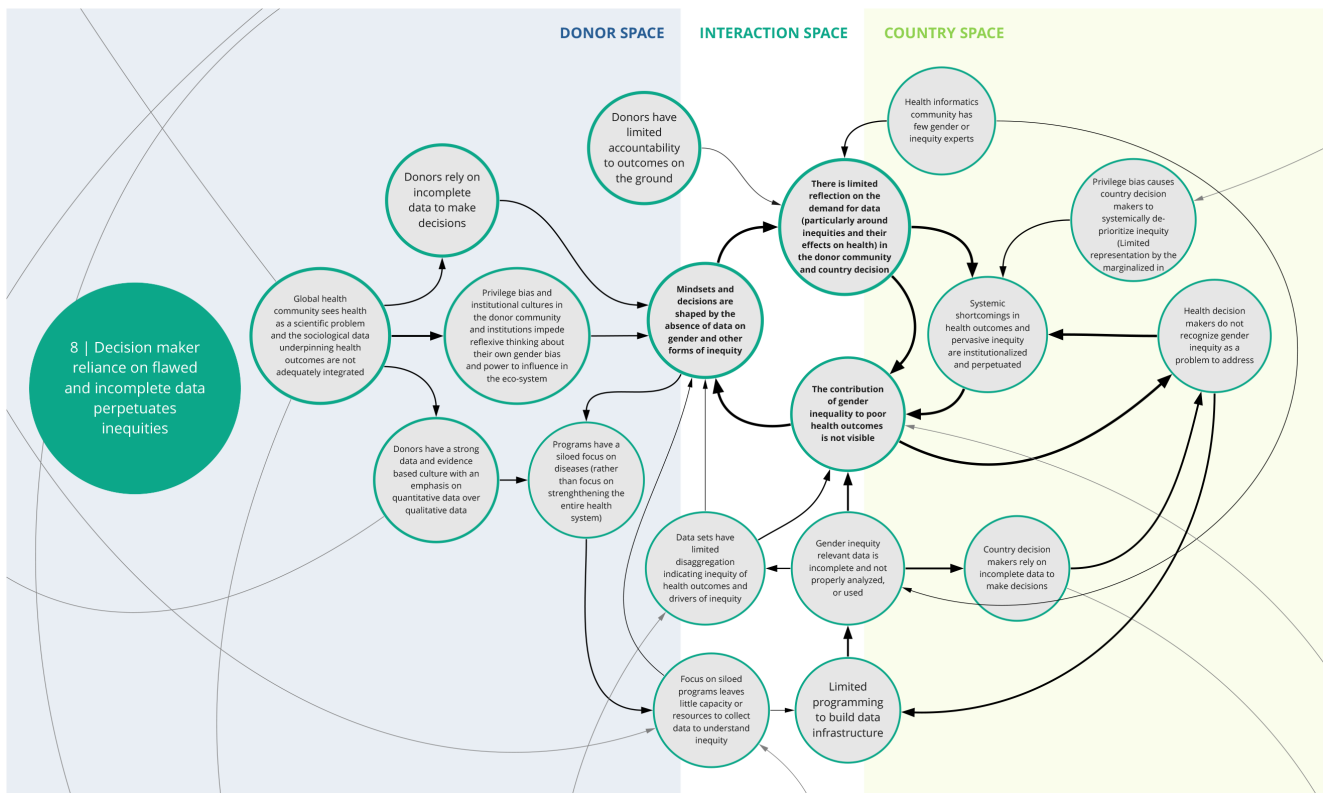 DONOR SPACE
INTERACTION SPACE
COUNTRY SPACE
8 | Decision maker
reliance on flawed
and incomplete data
perpetuates
inequities
Global health
community sees health
as a scientific problem
and the sociological data
underpinning health
outcomes are not
adequately integrated
Donors rely on
incomplete
data to make
decisions
Privilege bias and
institutional cultures in
the donor community
and institutions impede
reflexive thinking about
their own gender bias
and power to influence in
the eco-system
Donors have a strong
data and evidence
based culture with an
emphasis on
quantitative data over
qualitative data
Programs have a
siloed focus on
diseases (rather
than focus on
strenghthening the
entire health
system)
Donors have
limited
accountability
to outcomes on
the ground
Mindsets and
decisions are
shaped by the
absence of data on
gender and other
forms of inequity
There is limited
reflection on the
demand for data
(particularly around
inequities and their
effects on health) in
the donor community
and country decision
The contribution
of gender
inequality to poor
health outcomes
is not visible
Data sets have
limited
disaggregation
indicating inequity of
health outcomes and
drivers of inequity
Gender inequity
relevant data is
incomplete and not
properly analyzed,
or used
Focus on siloed
programs leaves
little capacity or
resources to collect
data to understand
inequity
Limited
programming
to build data
infrastructure
Health informatics
community has
few gender or
inequity experts
Privilege bias causes
country decision
makers to
systemically de-
prioritize inequity
(Limited
representation by the
marginalized in
Systemic
shortcomings in
health outcomes and
pervasive inequity
are institutionalized
and perpetuated
Health decision
makers do not
recognize gender
inequity as a
problem to address
Country decision
makers rely on
incomplete data to
make decisions